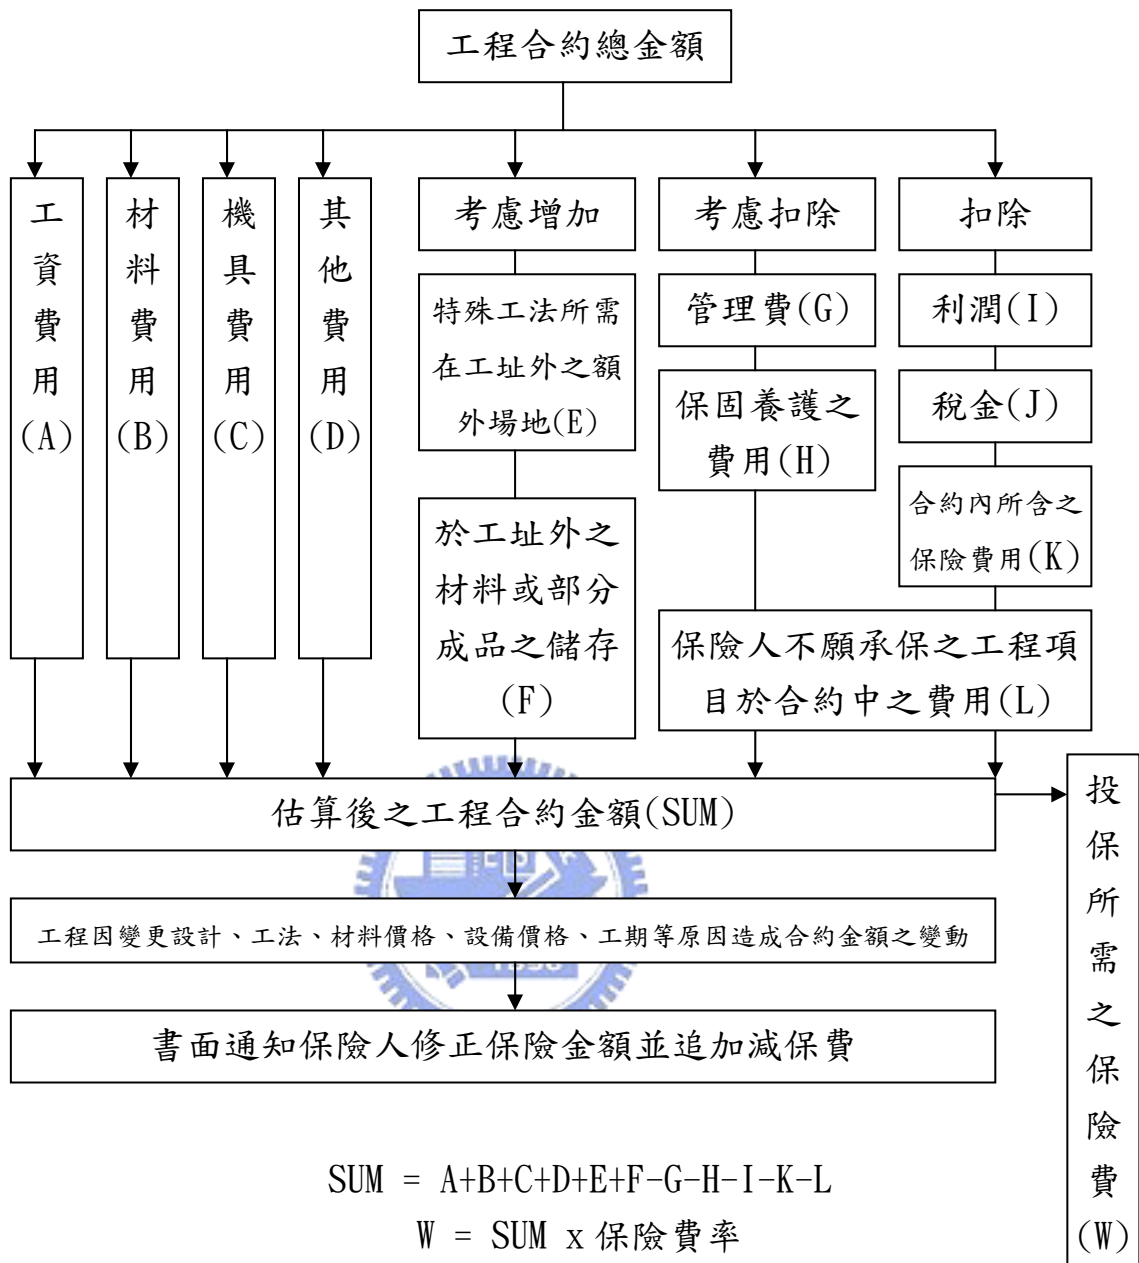 工程合約總金額
工資費用(A)
材料費用(B)
機具費用(C)
其他費用(D)
考慮增加
特殊工法所需
在工址外之額
外場地(E)
於工址外之
材料或部分
成品之儲存
(F)
考慮扣除
管理費(G)
保固養護之
費用(H)
扣除
利潤(I)
稅金(J)
合約內所含之
保險費用(K)
保險人不願承保之工程項
目於合約中之費用(L)
估算後之工程合約金額(SUM)
投保所需之保險費(W)
工程因變更設計、工法、材料價格、設備價格、工期等原因造成合約金額之變動
書面通知保險人修正保險金額並追加減保費
SUM = A+B+C+D+E+F-G-H-I-K-L
W = SUM x 保險費率